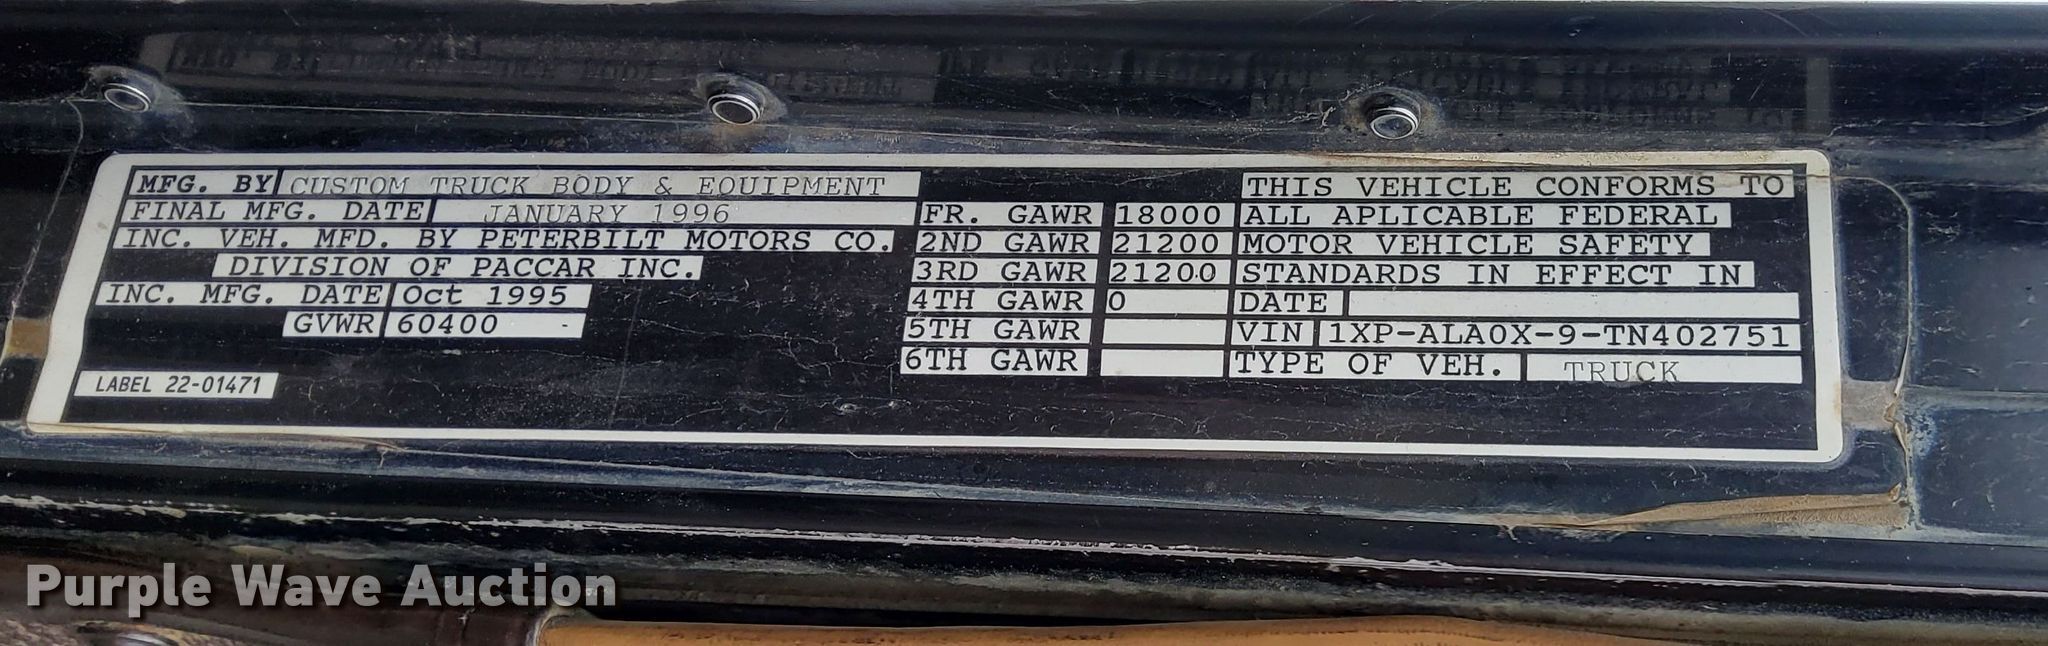 MFG. BY CUSTOM TRUCK BODY & EQUIPMENT
FINAL MFG. DATE JANUARY 1996
INC. VEH. MFD. BY PETERBILT MOTORS CO.
DIVISION OF PACCAR INC.
INC. MFG. DATE Oct 1995
GVWR 60400 -
LABEL 22-01471
FR. GAWR 18000
2ND GAWR 21200
3RD GAWR 21200
4TH GAWR 0
5TH GAWR
6TH GAWR
THIS VEHICLE CONFORMS TO
ALL APLICABLE FEDERAL
MOTOR VEHICLE SAFETY
STANDARDS IN EFFECT IN
DATE
VIN 1XP-ALA0X-9-TN402751
TYPE OF VEH. TRUCK
Purple Wave Auction